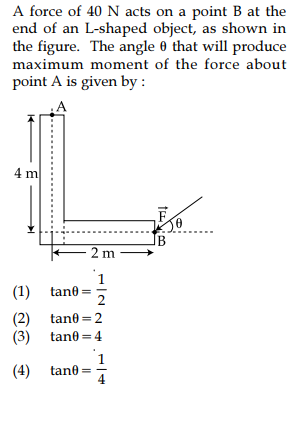 A force of 40 N acts on a point B at the
end of an L-shaped object, as shown in
the figure. The angle θ that will produce
maximum moment of the force about
point A is given by :
A
4 m
F⃗
θ
B
2 m
(1) tanθ = 1/2
(2) tanθ = 2
(3) tanθ = 4
(4) tanθ = 1/4